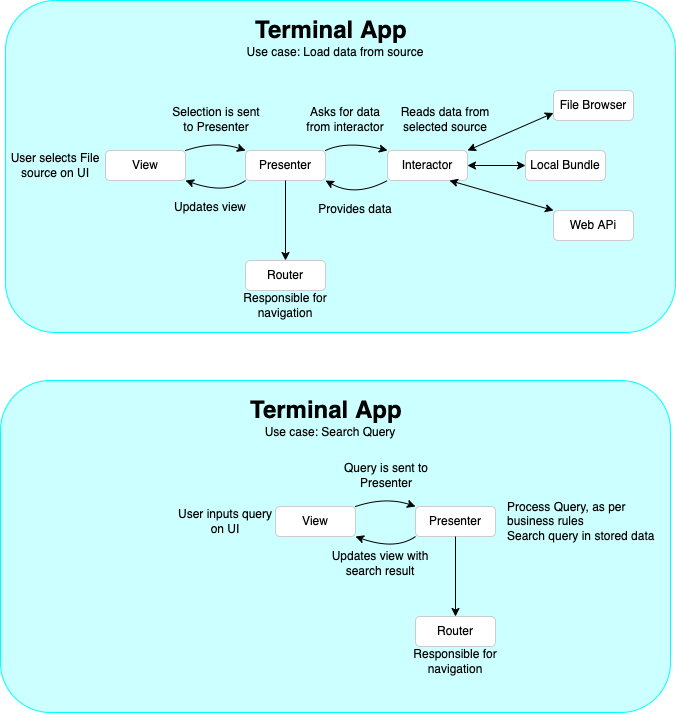 Terminal App
Use case: Load data from source
Selection is sent
to Presenter
Asks for data
from interactor
Reads data from
selected source
File Browser
User selects File
source on UI
View
Presenter
Interactor
Local Bundle
Updates view
Provides data
Web APi
Router
Responsible for
navigation
Terminal App
Use case: Search Query
Query is sent to
Presenter
User inputs query
on UI
View
Presenter
Process Query, as per
business rules
Search query in stored data
Updates view with
search result
Router
Responsible for
navigation